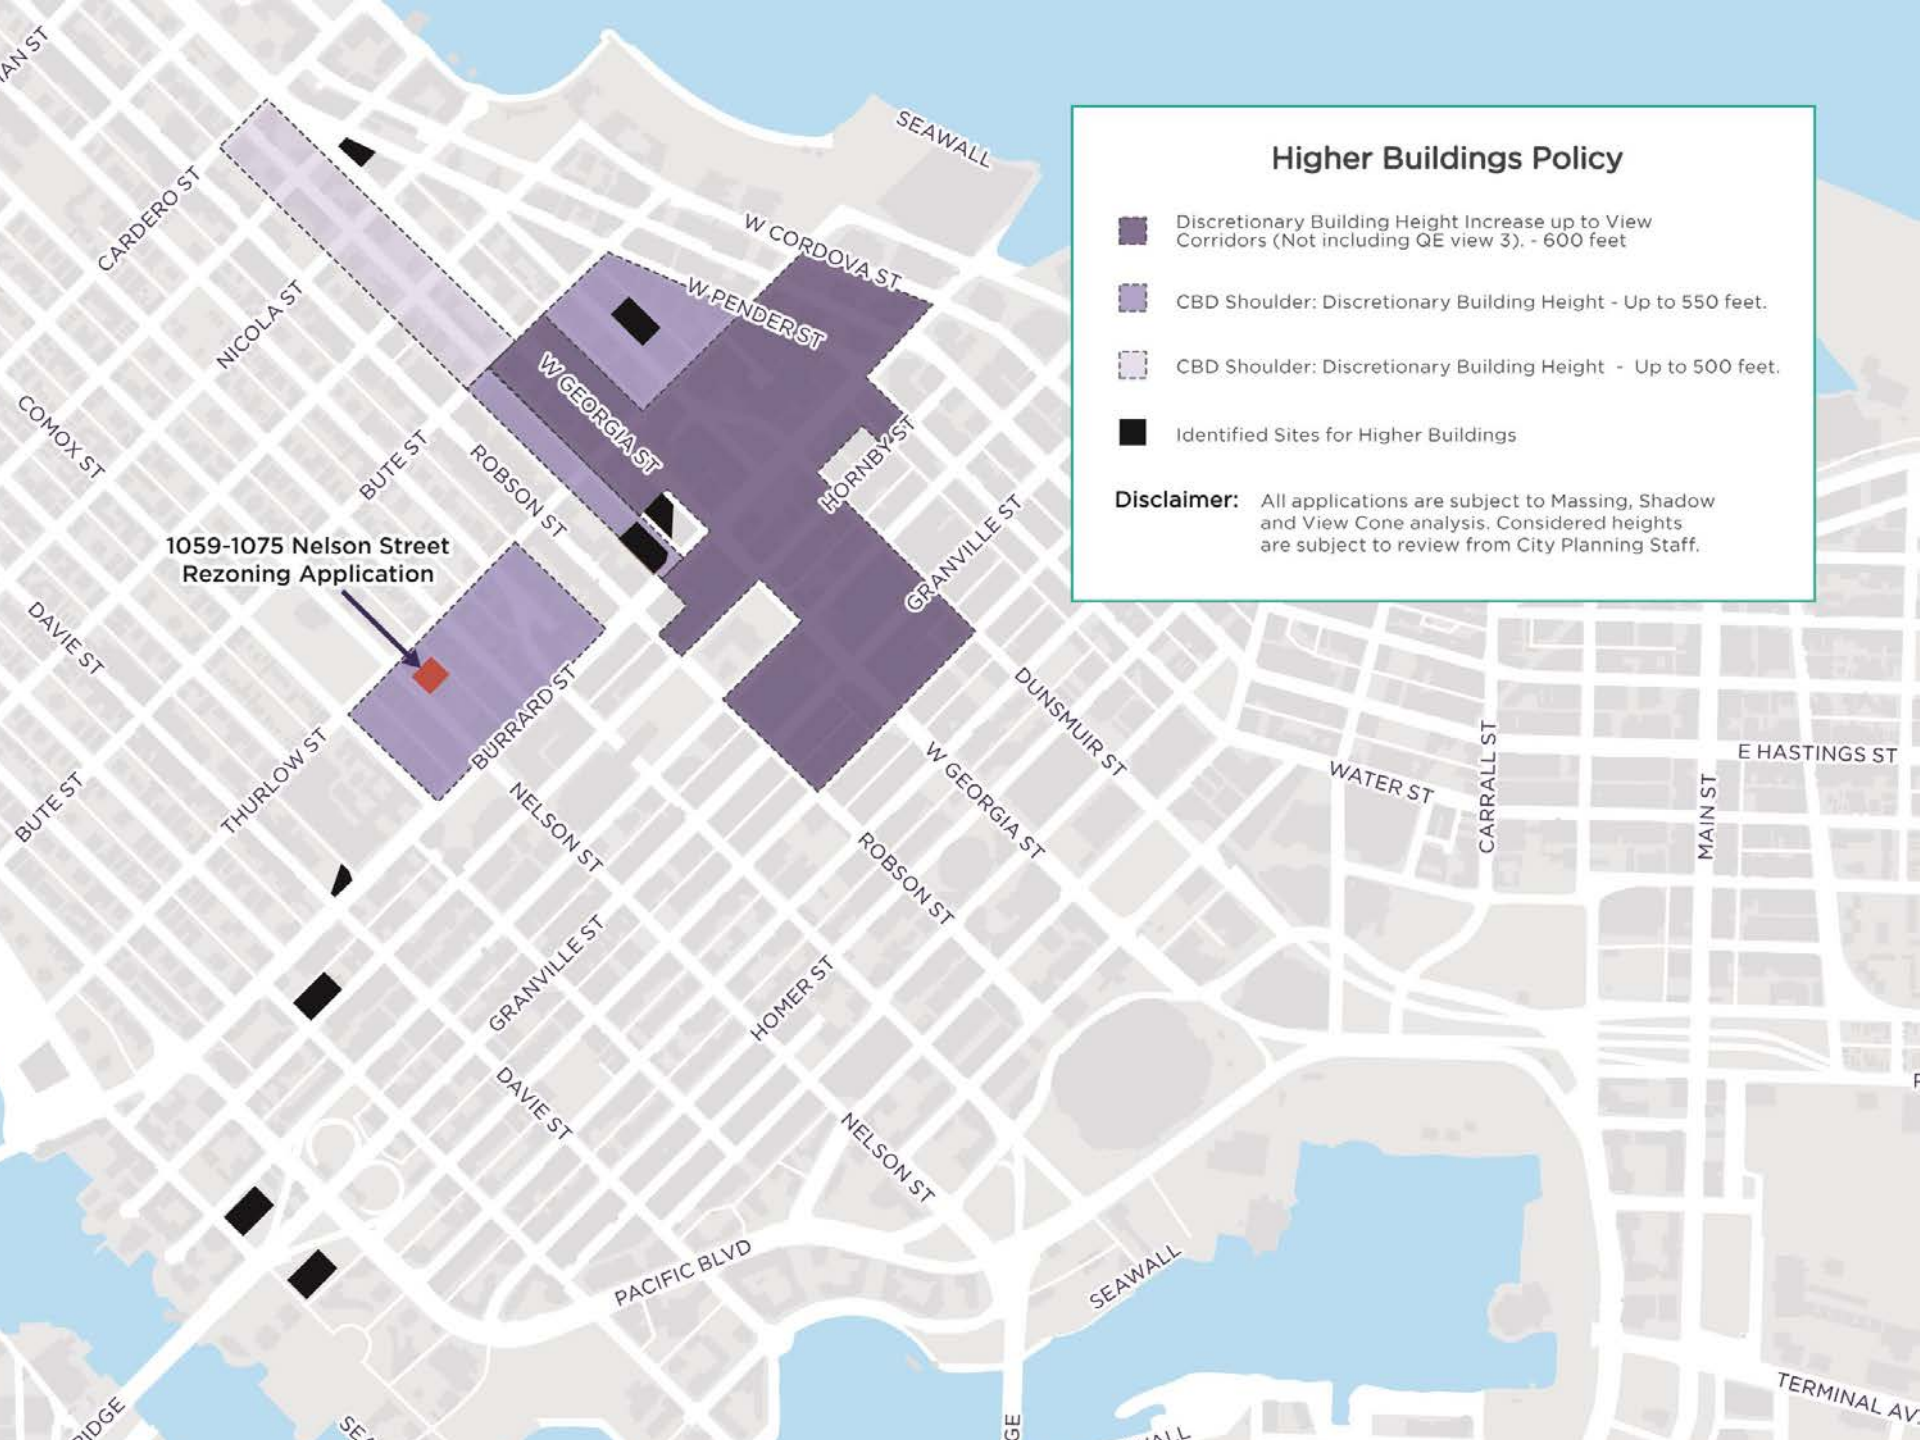 SEAWALL
Higher Buildings Policy
Discretionary Building Height Increase up to View
Corridors (Not including QE view 3). - 600 feet
CBD Shoulder: Discretionary Building Height - Up to 550 feet.
CBD Shoulder: Discretionary Building Height - Up to 500 feet.
Identified Sites for Higher Buildings
Disclaimer: All applications are subject to Massing, Shadow
and View Cone analysis. Considered heights
are subject to review from City Planning Staff.
CARDERO ST
W CORDOVA ST
NICOLA ST
W PENDER ST
COMOX ST
BUTE ST
ROBSON ST
W GEORGIA ST
HORNBY ST
GRANVILLE ST
1059-1075 Nelson Street
Rezoning Application
DAVIE ST
BURRARD ST
DUNSMUIR ST
THURLOW ST
BUTE ST
NELSON ST
W GEORGIA ST
WATER ST
CARRALL ST
MAIN ST
E HASTINGS ST
ROBSON ST
GRANVILLE ST
HOMER ST
DAVIE ST
NELSON ST
PACIFIC BLVD
SEAWALL
TERMINAL AV